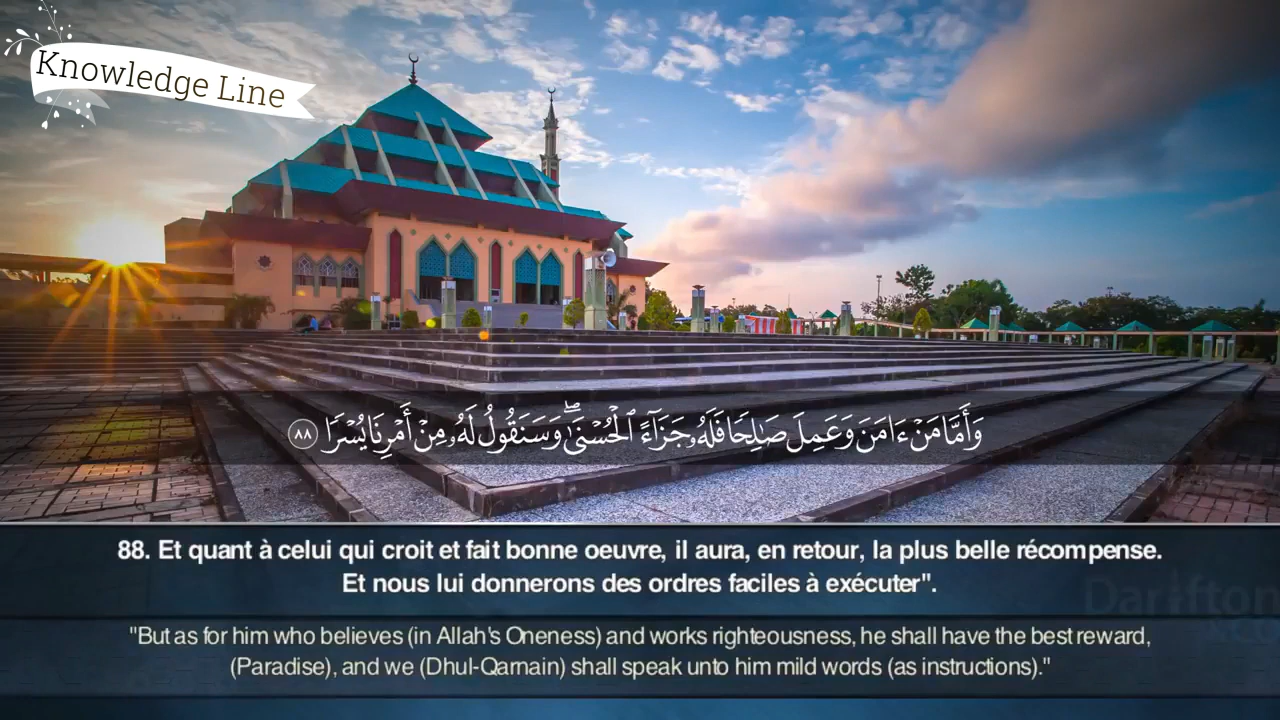 Knowledge Line
وَأَمَّا مَنْ ءَامَنَ وَعَمِلَ صَٰلِحًا فَلَهُۥ جَزَآءً ٱلْحُسْنَىٰ ۖ وَسَنَقُولُ لَهُۥ مِنْ أَمْرِنَا يُسْرًا ٨٨
88. Et quant à celui qui croit et fait bonne oeuvre, il aura, en retour, la plus belle récompense.
Et nous lui donnerons des ordres faciles à exécuter".
"But as for him who believes (in Allah's Oneness) and works righteousness, he shall have the best reward,
(Paradise), and we (Dhul-Qarnain) shall speak unto him mild words (as instructions)."